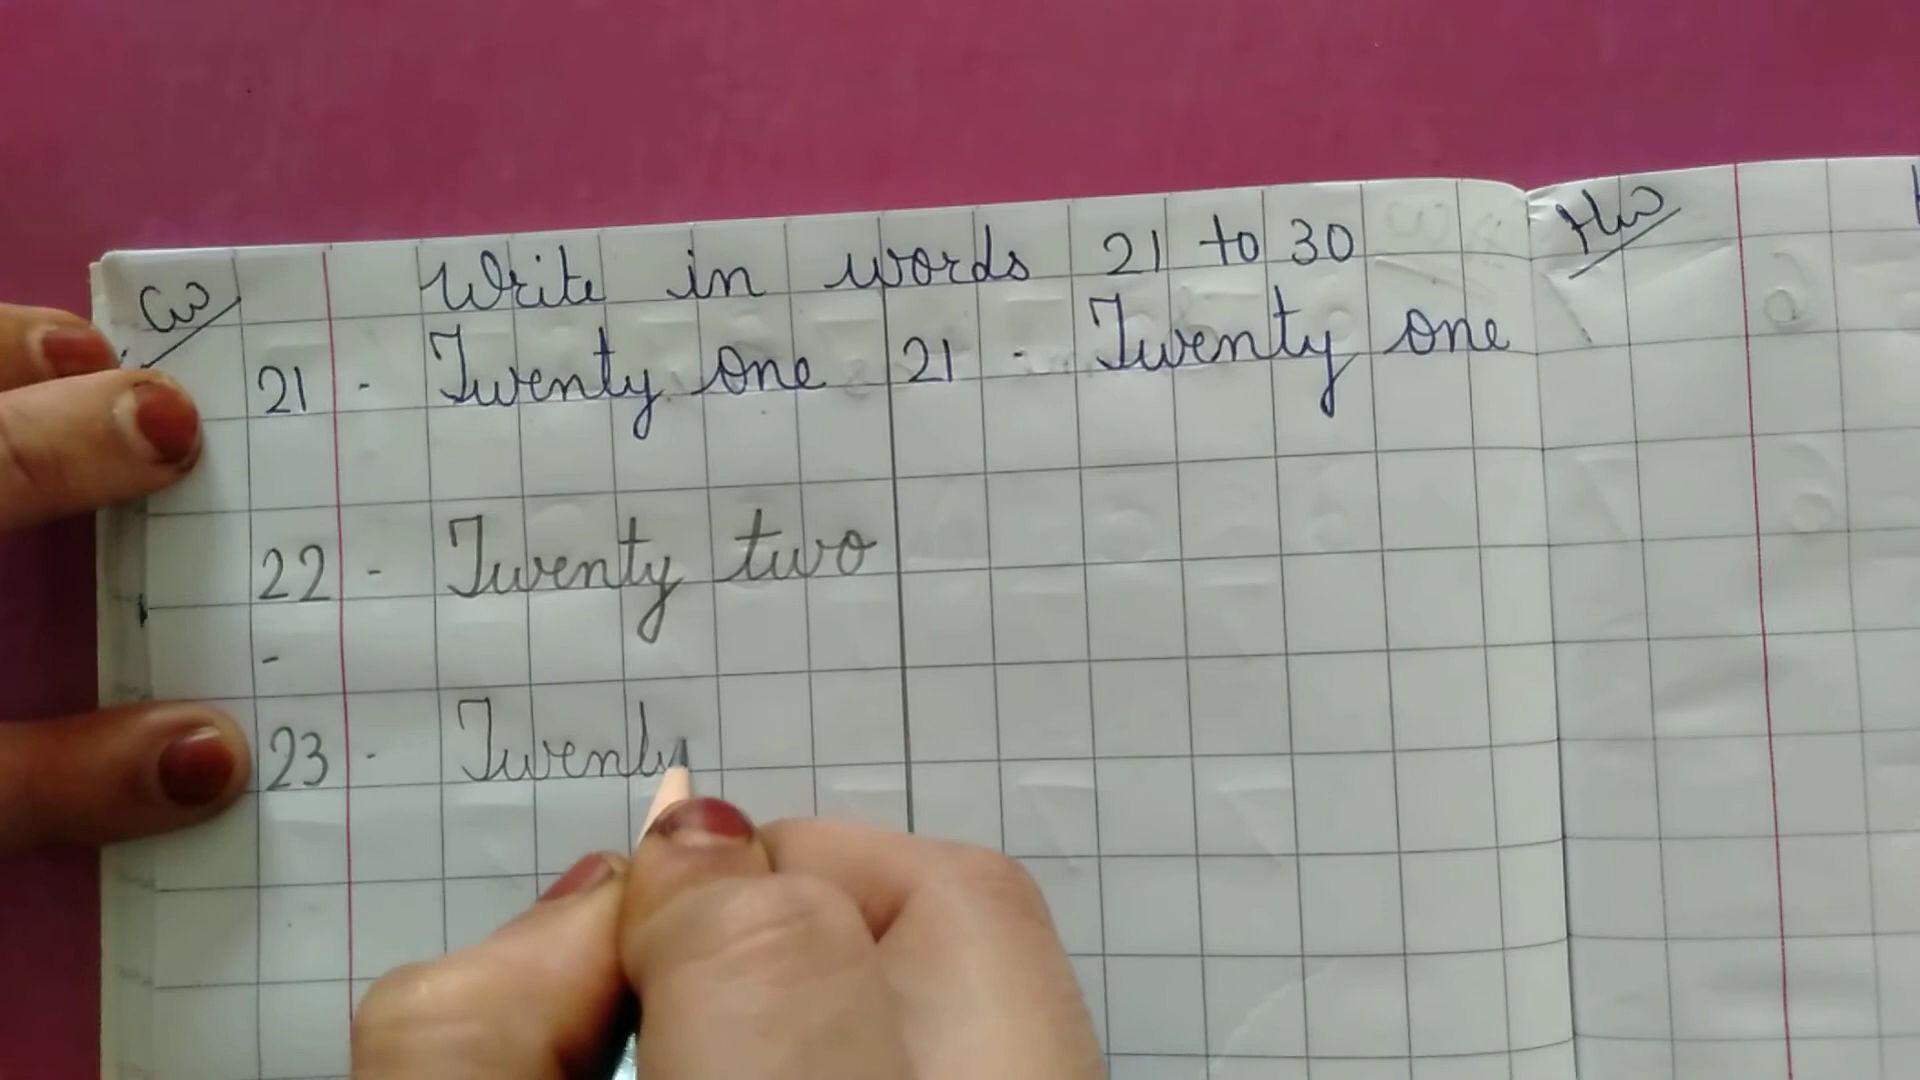 CW Write in words 21 to 30 HW
21 - Twenty one 21 - Twenty one
22 - Twenty two
-
23 - Twenty